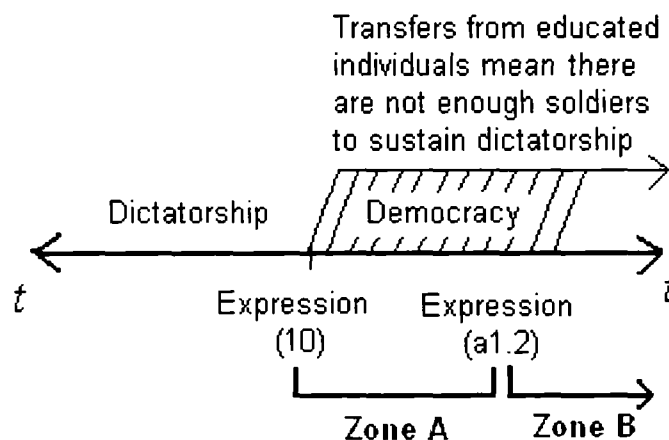 Transfers from educated
individuals mean there
are not enough soldiers
to sustain dictatorship
Dictatorship
Democracy
t
Expression
(10)
Expression
(a1.2)
Zone A
Zone B